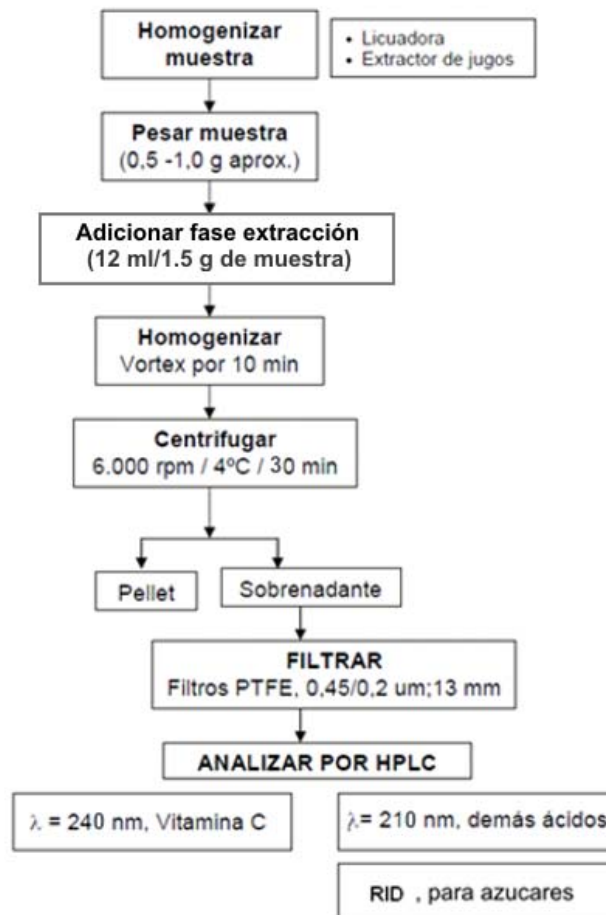 Homogenizar
muestra
• Licuadora
• Extractor de jugos
Pesar muestra
(0,5 -1,0 g aprox.)
Adicionar fase extracción
(12 ml/1.5 g de muestra)
Homogenizar
Vortex por 10 min
Centrifugar
6.000 rpm / 4ºC / 30 min
Pellet
Sobrenadante
FILTRAR
Filtros PTFE, 0,45/0,2 um;13 mm
ANALIZAR POR HPLC
λ = 240 nm, Vitamina C
λ= 210 nm, demás ácidos
RID , para azucares